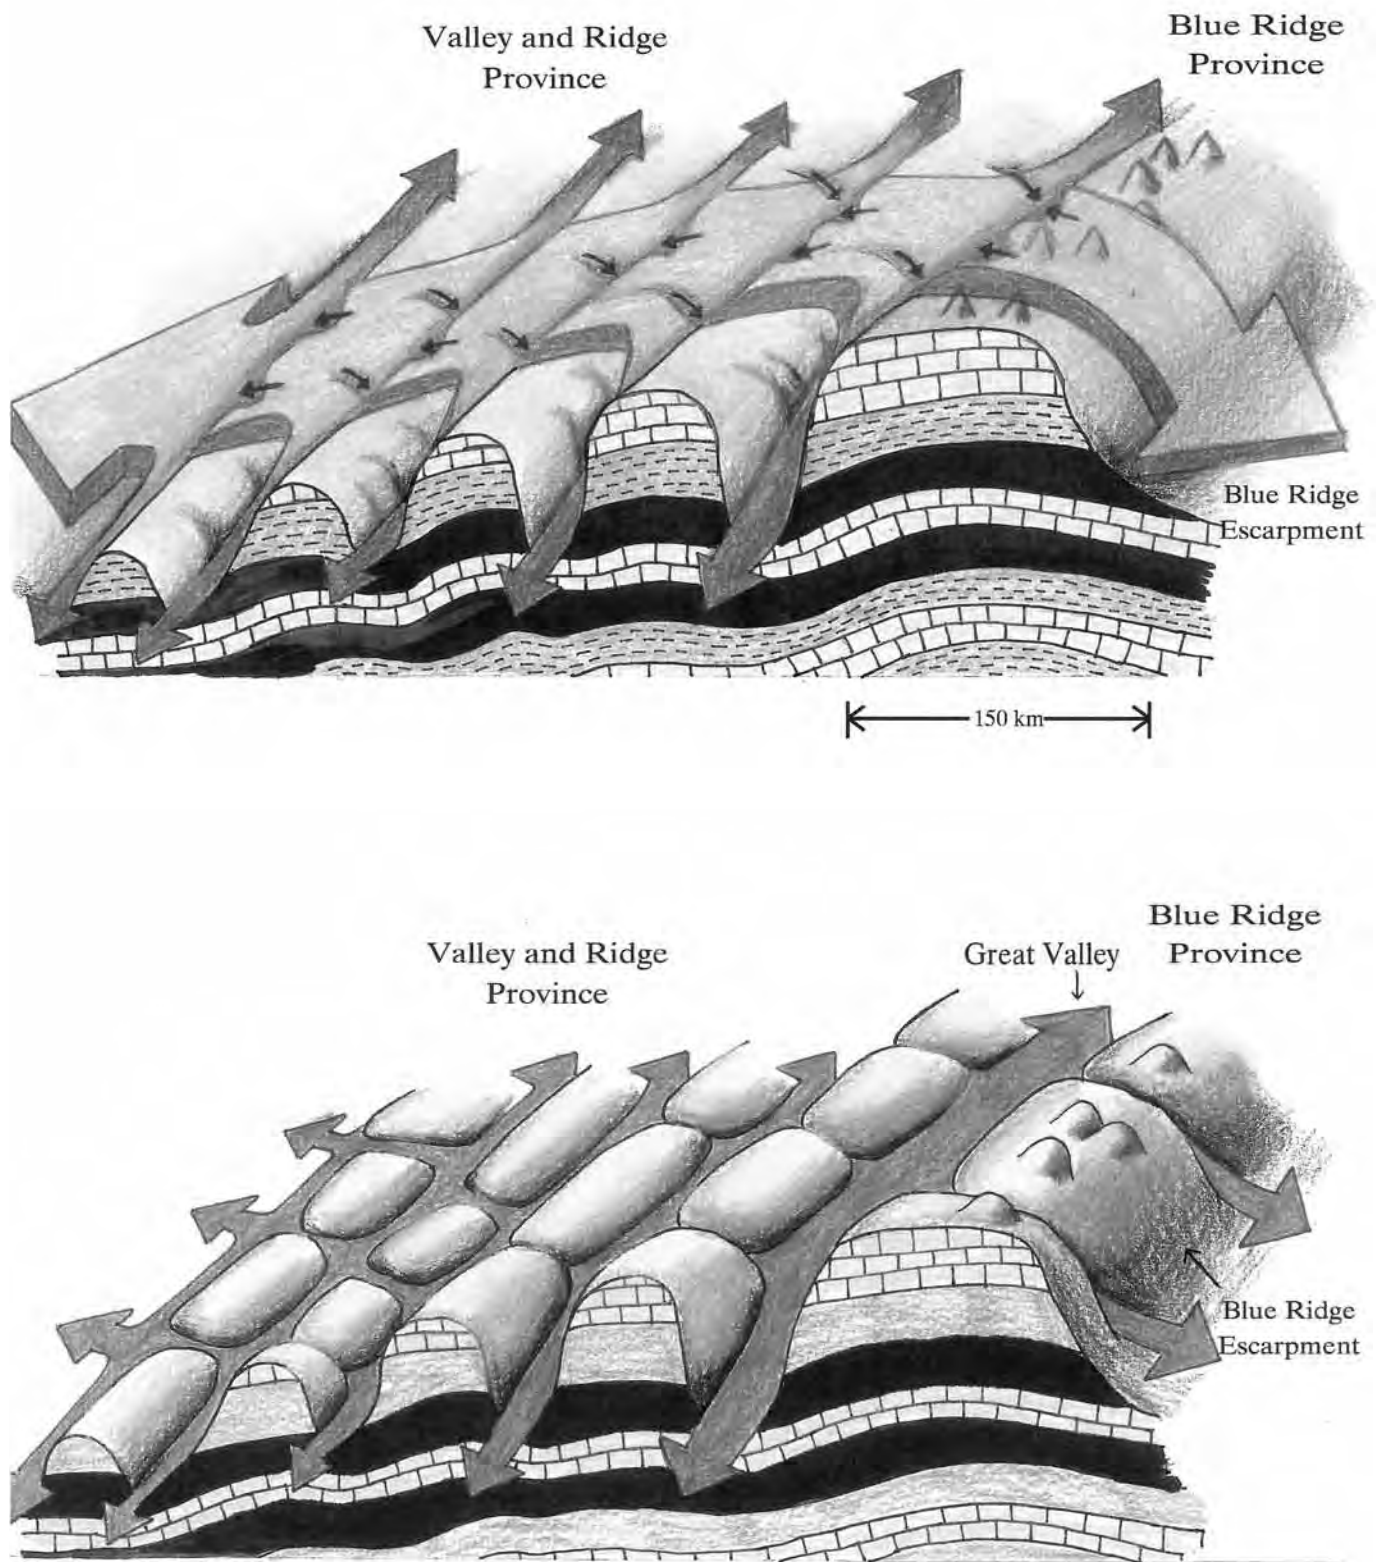 Valley and Ridge
Province
Blue Ridge
Province
Blue Ridge
Escarpment
150 km
Valley and Ridge
Province
Great Valley
Blue Ridge
Province
Blue Ridge
Escarpment